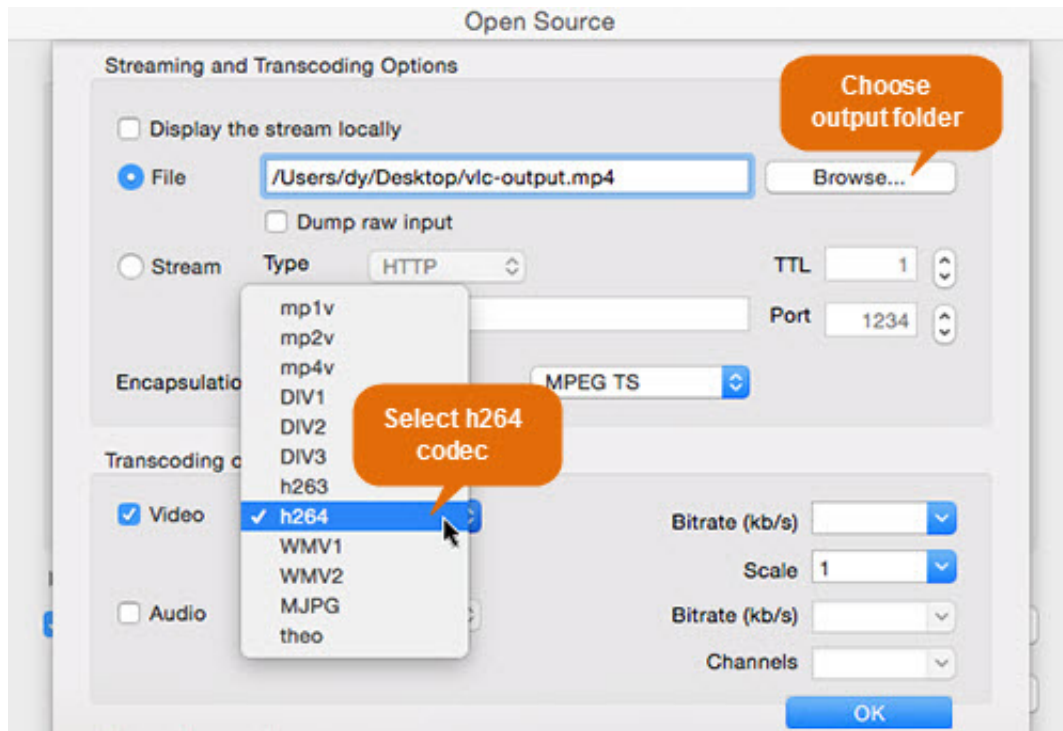 Open Source
Streaming and Transcoding Options
Choose
output folder
Display the stream locally
File
/Users/dy/Desktop/vlc-output.mp4
Browse...
Dump raw input
Stream
Type
HTTP
TTL
1
Port
1234
Encapsulatio
MPEG TS
mp1v
mp2v
mp4v
DIV1
DIV2
DIV3
h263
✓ h264
WMV1
WMV2
MJPG
theo
Select h264
codec
Transcoding o
Video
Bitrate (kb/s)
Scale
1
Audio
Bitrate (kb/s)
Channels
OK